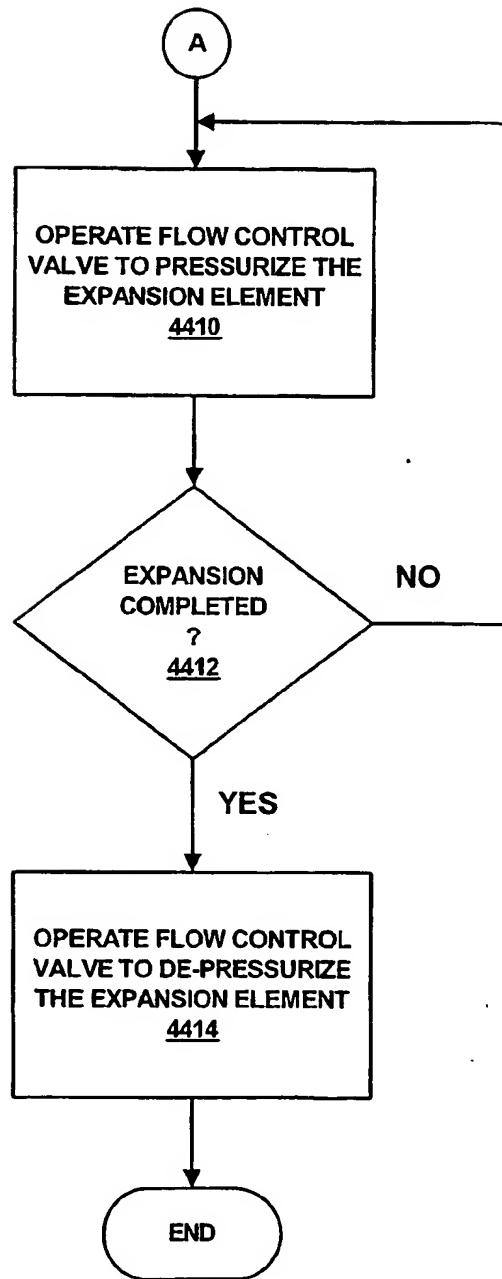 A
OPERATE FLOW CONTROL
VALVE TO PRESSURIZE THE
EXPANSION ELEMENT
4410
EXPANSION
COMPLETED
?
4412
NO
YES
OPERATE FLOW CONTROL
VALVE TO DE-PRESSURIZE
THE EXPANSION ELEMENT
4414
END